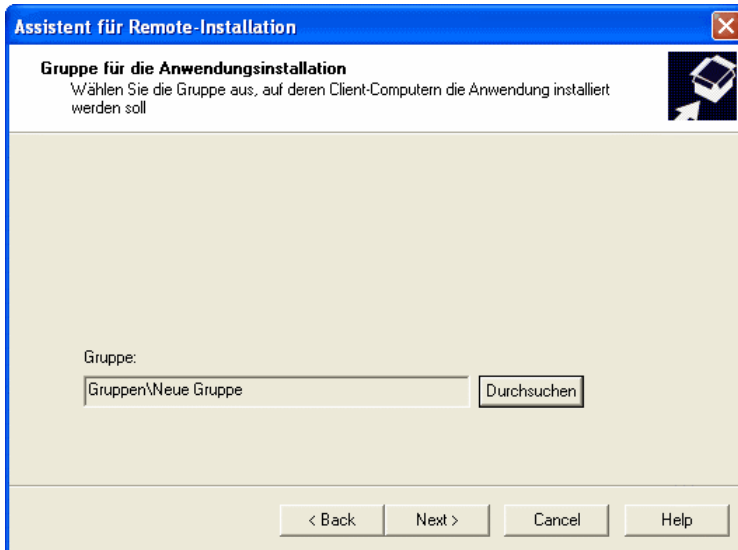 Assistent für Remote-Installation
Gruppe für die Anwendungsinstallation
Wählen Sie die Gruppe aus, auf deren Client-Computern die Anwendung installiert
werden soll
Gruppe:
Gruppen\Neue Gruppe
Durchsuchen
< Back
Next >
Cancel
Help